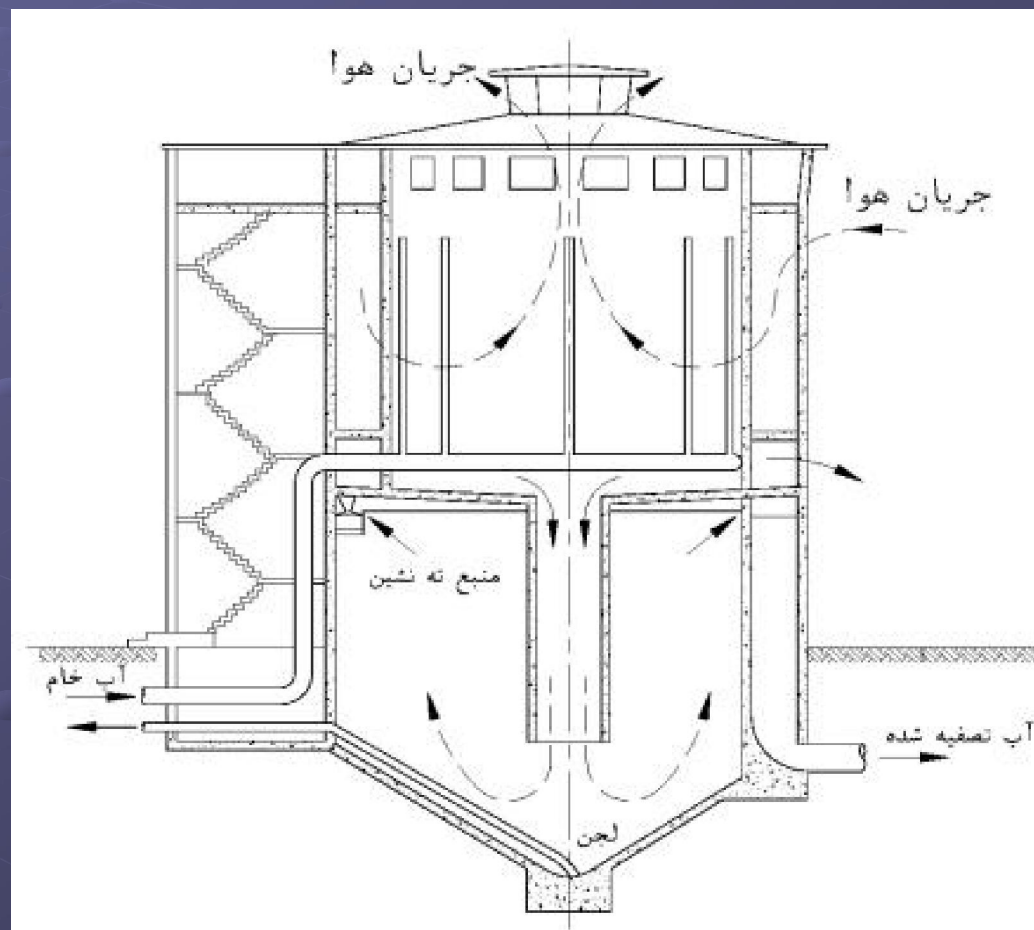 جریان هوا
جریان هوا
منبع ته نشین
آب خام
آب تصفیه شده
لجن